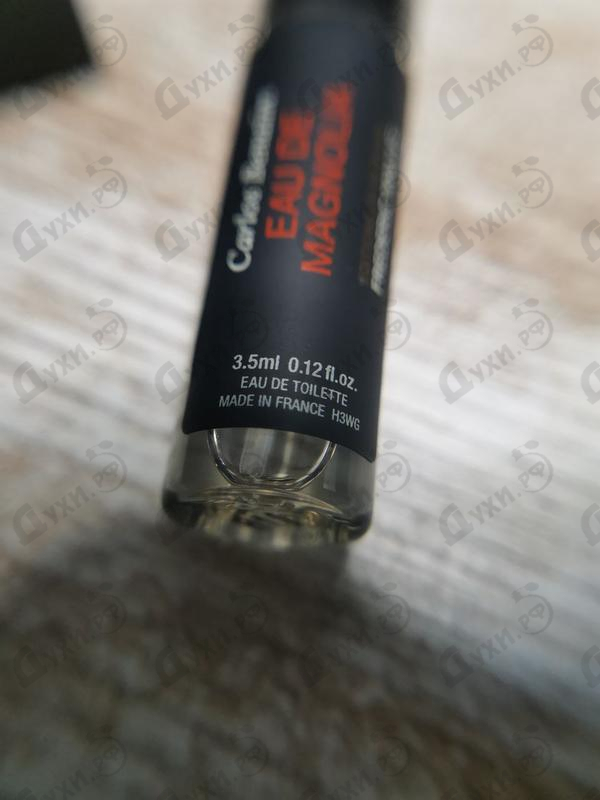 Carlos Benaïm
EAU DE
MAGNOLIA
3.5ml 0.12 fl.oz.
EAU DE TOILETTE
MADE IN FRANCE H3WG
Духи.РФ